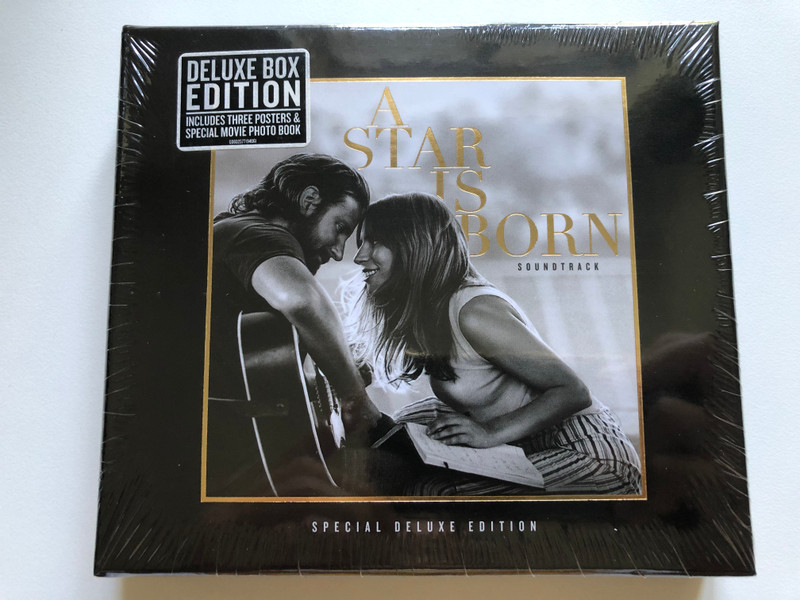 DELUXE BOX
EDITION
INCLUDES THREE POSTERS &
SPECIAL MOVIE PHOTO BOOK
A
STAR
IS
BORN
SOUNDTRACK
SPECIAL DELUXE EDITION